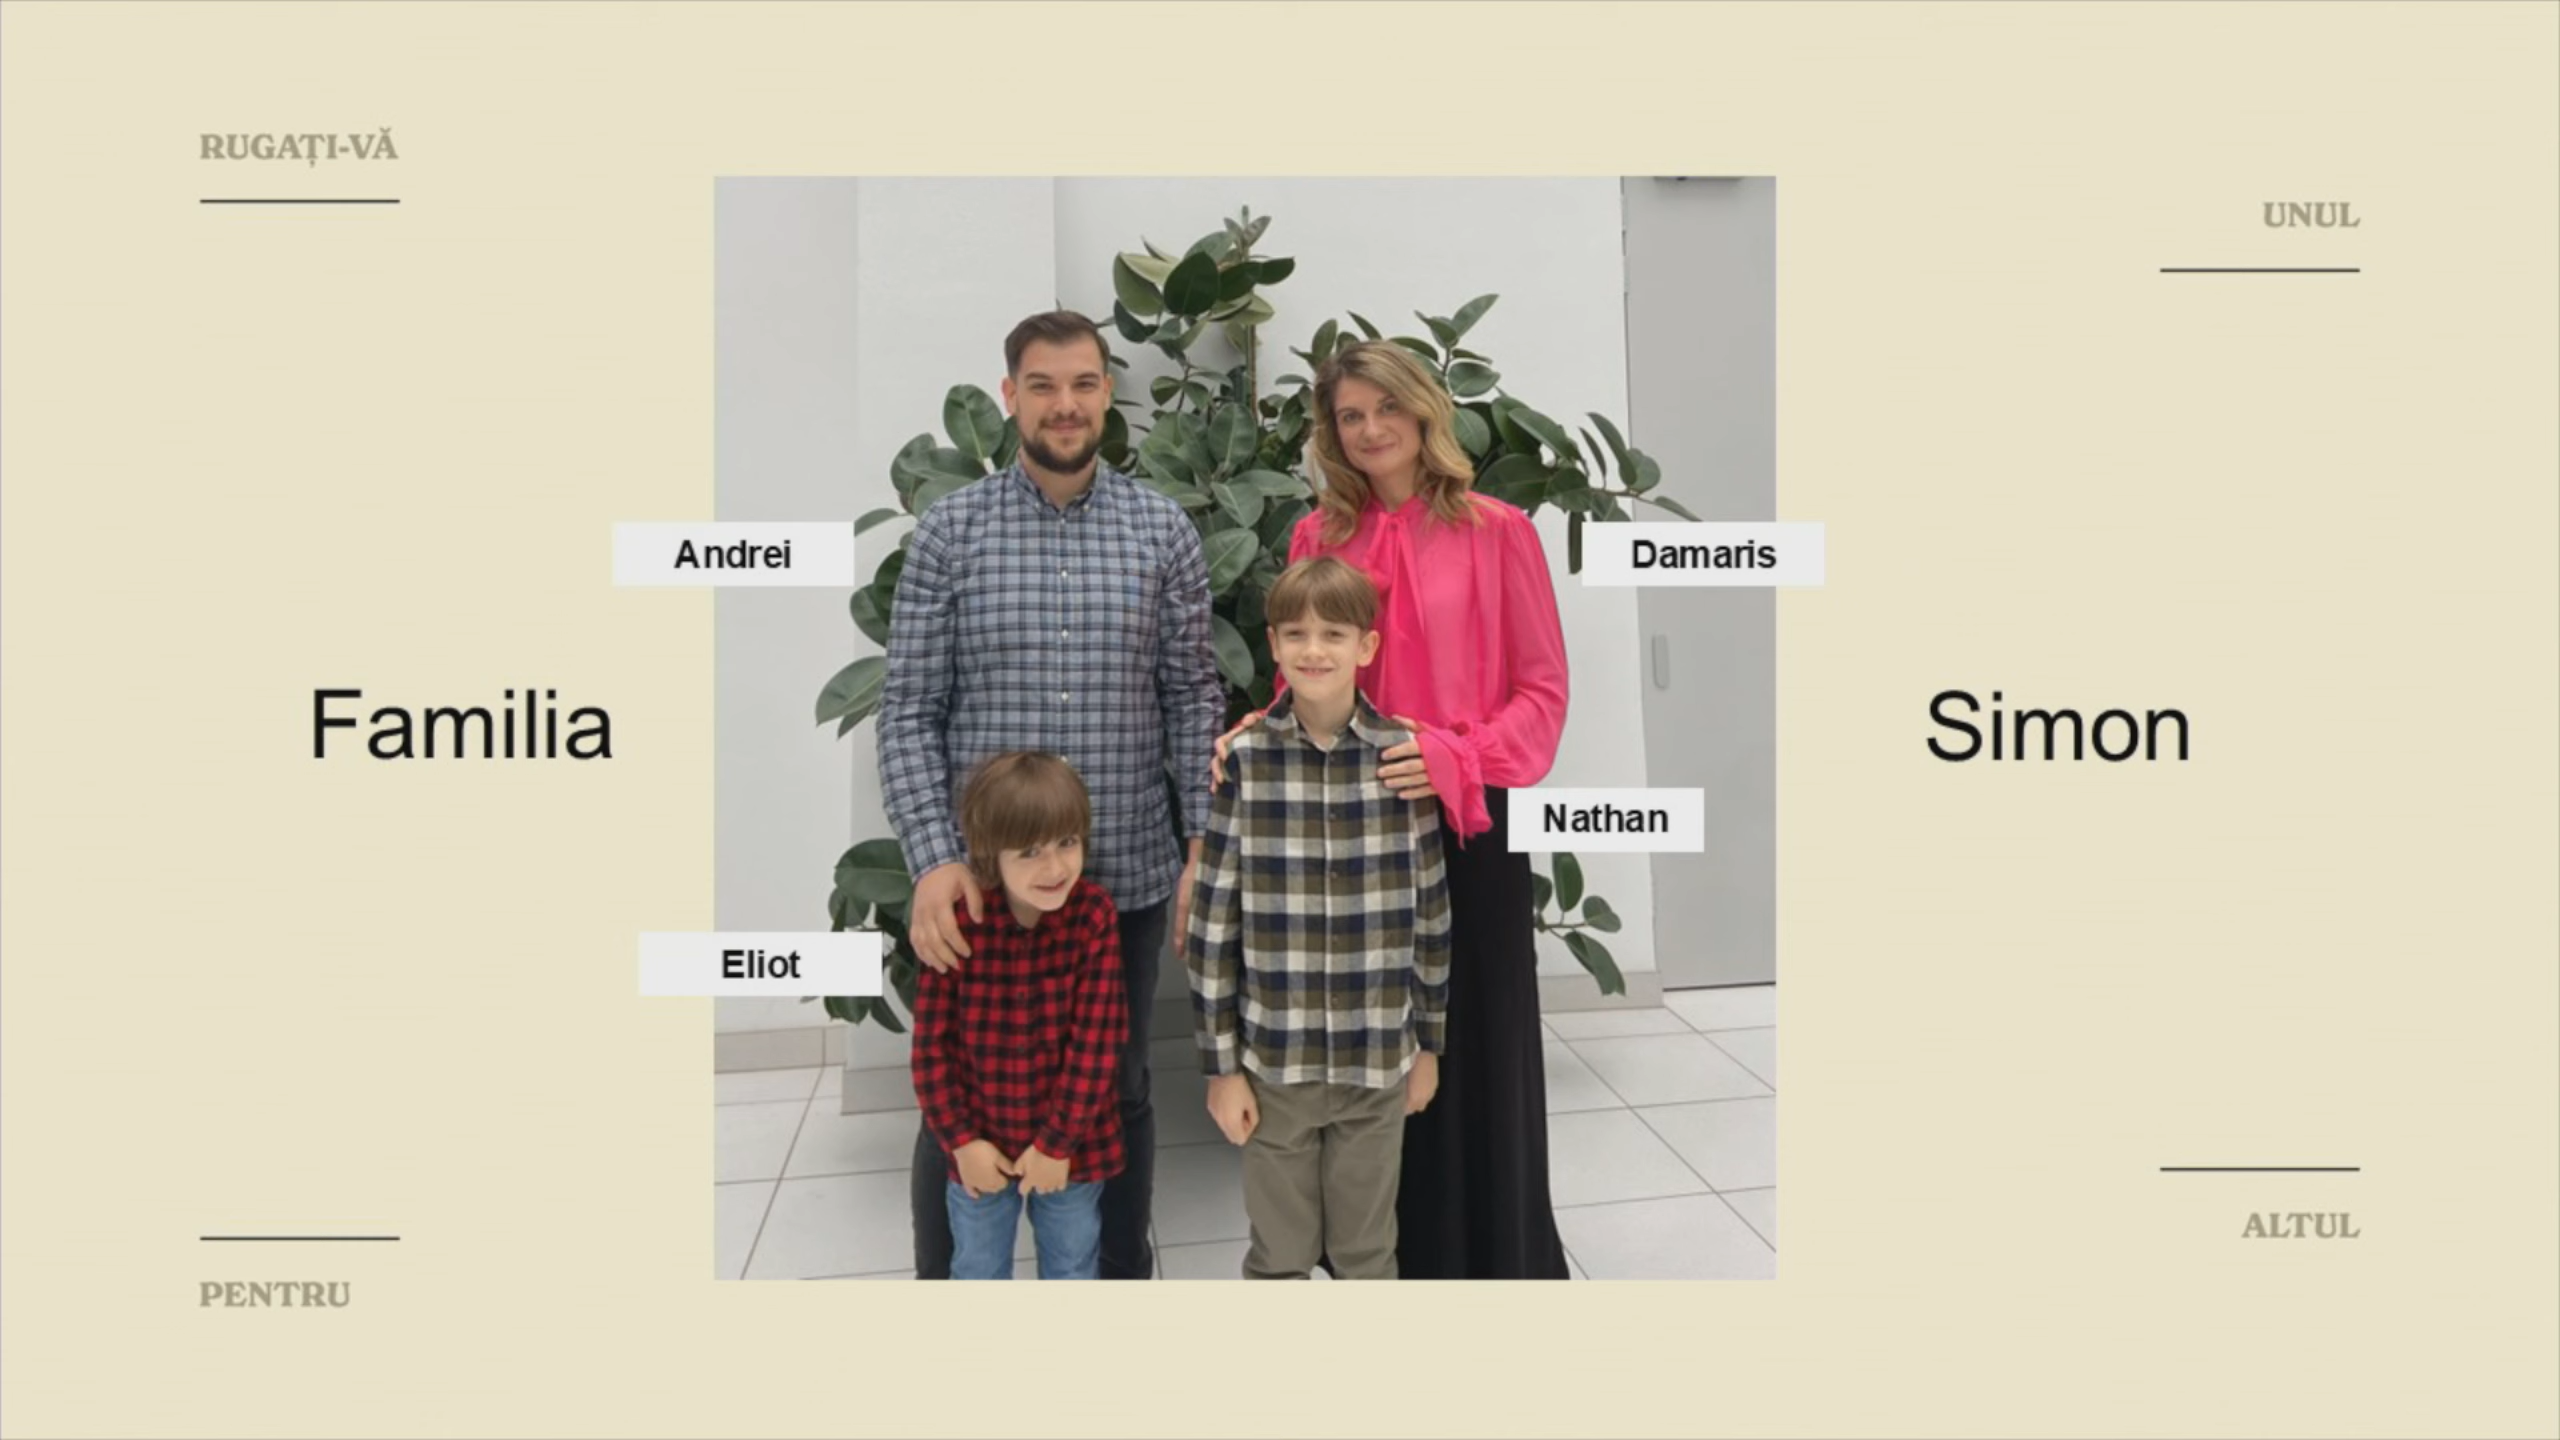 RUGAȚI-VĂ
UNUL
Andrei
Damaris
Familia
Simon
Nathan
Eliot
PENTRU
ALTUL